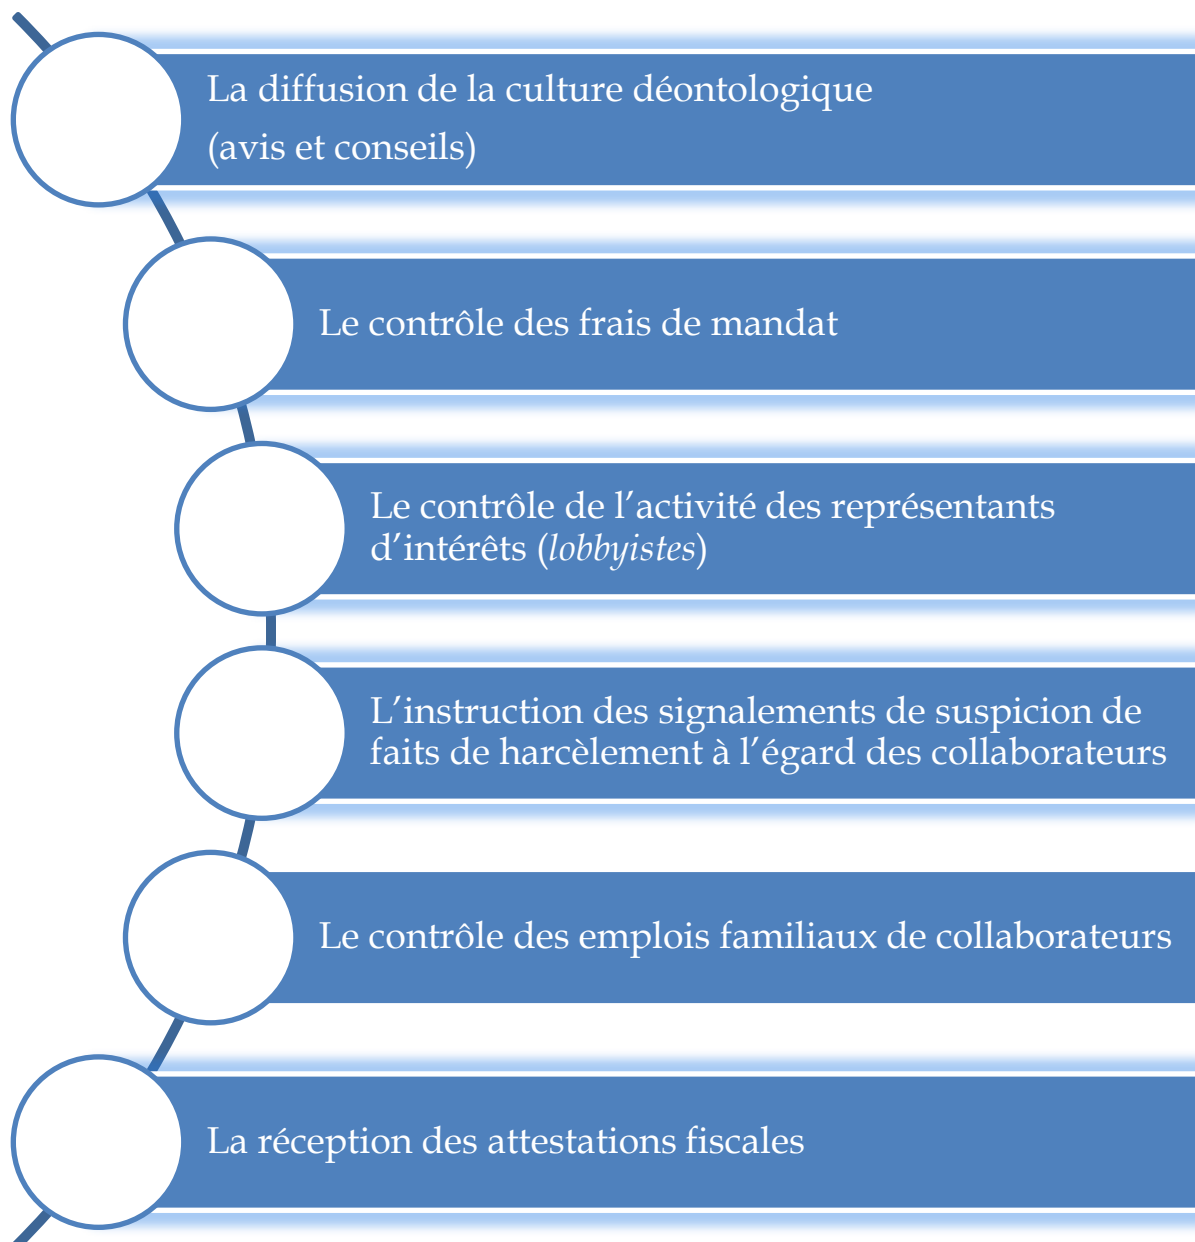 La diffusion de la culture déontologique
(avis et conseils)
Le contrôle des frais de mandat
Le contrôle de l’activité des représentants
d’intérêts (lobbyistes)
L’instruction des signalements de suspicion de
faits de harcèlement à l’égard des collaborateurs
Le contrôle des emplois familiaux de collaborateurs
La réception des attestations fiscales